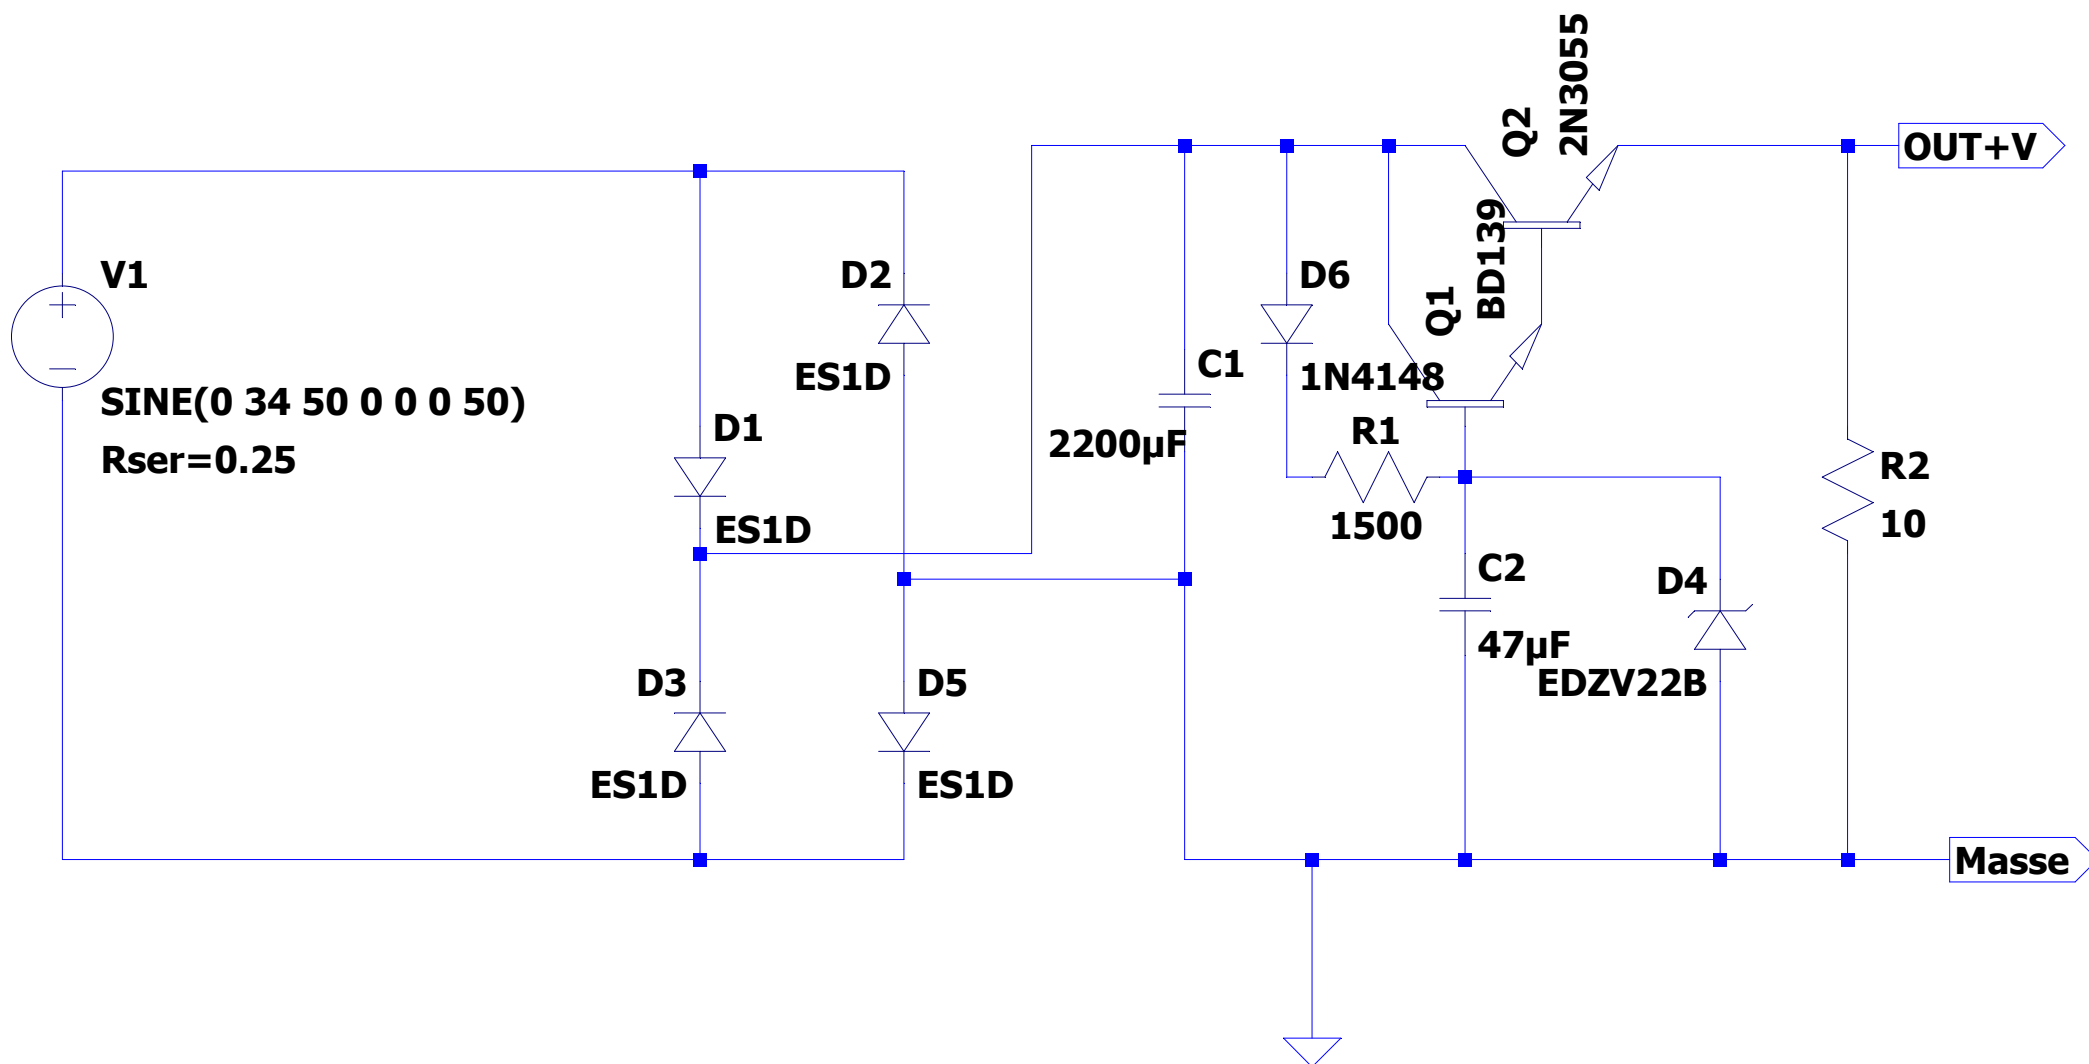 V1
SINE(0 34 50 0 0 0 50)
Rser=0.25
D1
ES1D
D2
ES1D
D3
ES1D
D5
ES1D
C1
2200µF
D6
1N4148
R1
1500
Q1
BD139
Q2
2N3055
C2
47µF
D4
EDZV22B
R2
10
OUT+V
Masse